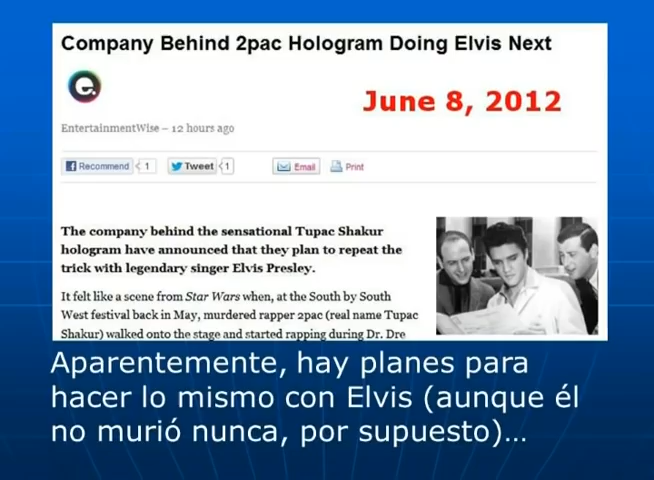 Company Behind 2pac Hologram Doing Elvis Next
e.
June 8, 2012
EntertainmentWise – 12 hours ago
Recommend 1 Tweet 1 Email Print
The company behind the sensational Tupac Shakur
hologram have announced that they plan to repeat the
trick with legendary singer Elvis Presley.
It felt like a scene from Star Wars when, at the South by South
West festival back in May, murdered rapper 2pac (real name Tupac
Shakur) walked onto the stage and started rapping during Dr. Dre
Aparentemente, hay planes para
hacer lo mismo con Elvis (aunque él
no murió nunca, por supuesto)…